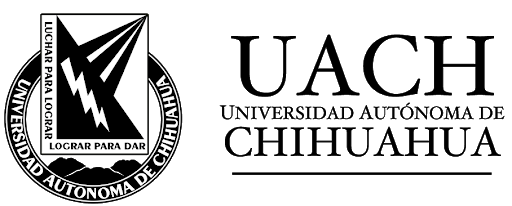 LUCHAR PARA LOGRAR
LOGRAR PARA DAR
UNIVERSIDAD AUTONOMA DE CHIHUAHUA
UACH
UNIVERSIDAD AUTÓNOMA DE
CHIHUAHUA